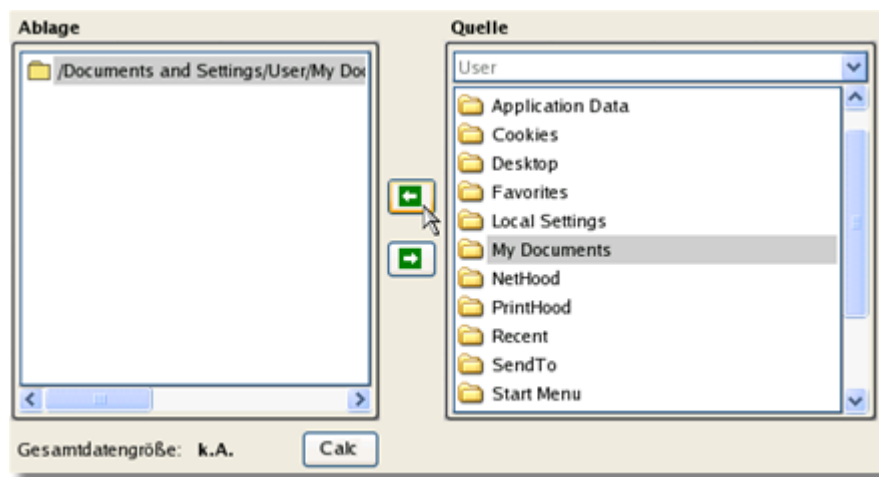 Ablage
/Documents and Settings/User/My Do
Gesamtdatengröße: k.A.
Calc
Quelle
User
Application Data
Cookies
Desktop
Favorites
Local Settings
My Documents
NetHood
PrintHood
Recent
SendTo
Start Menu